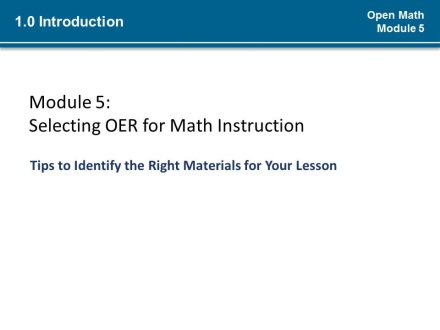 1.0 Introduction
Open Math
Module 5
Module 5:
Selecting OER for Math Instruction
Tips to Identify the Right Materials for Your Lesson